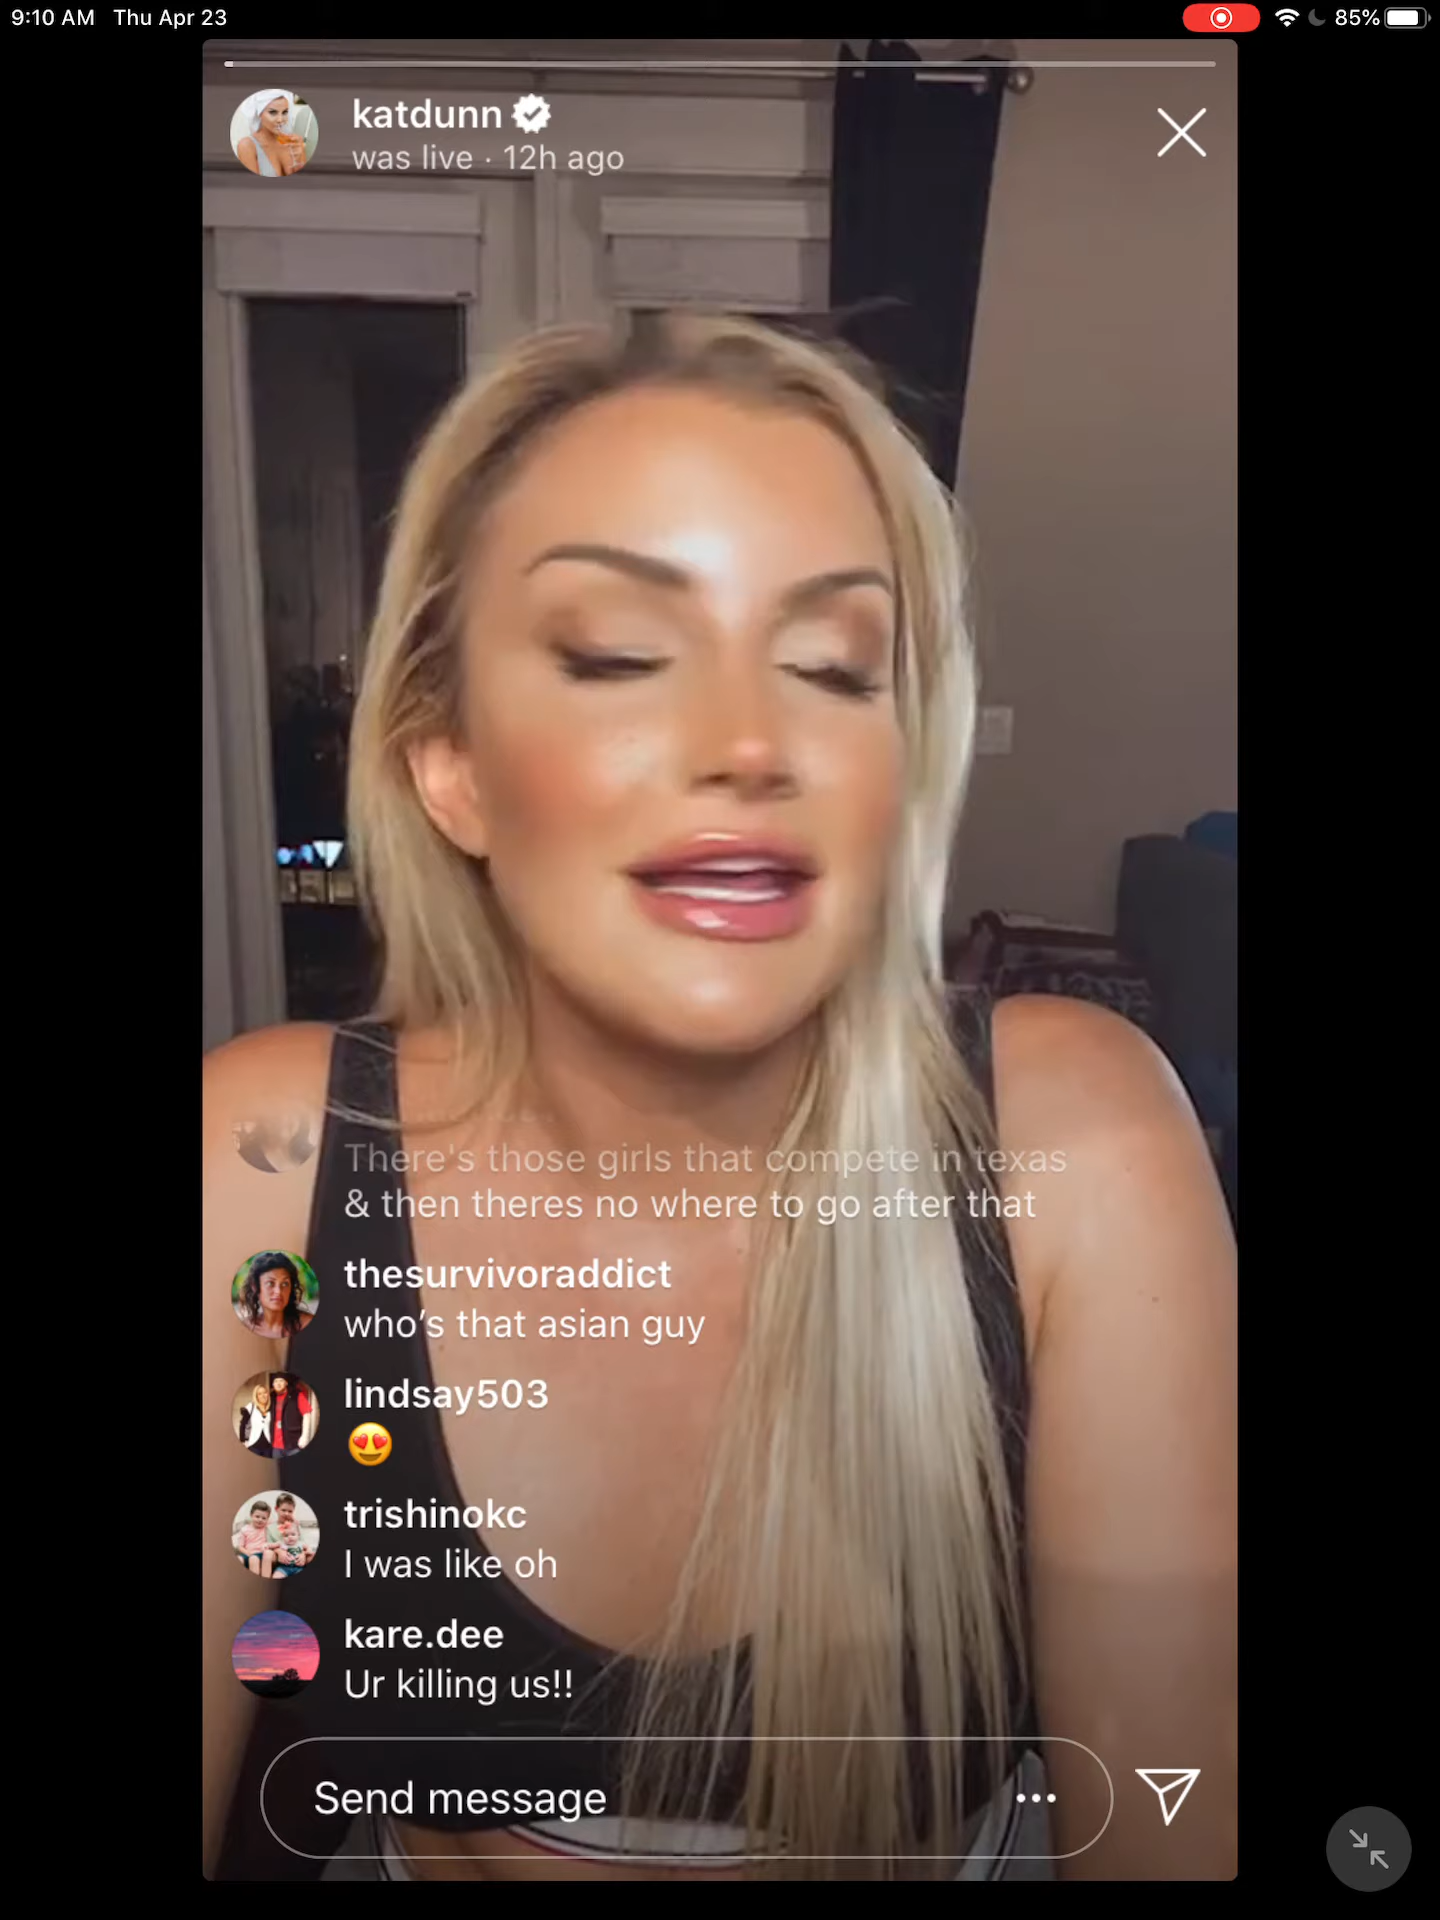 9:10 AM Thu Apr 23
85%
katdunn
was live · 12h ago
There's those girls that compete in texas
& then theres no where to go after that
thesurvivoraddict
who's that asian guy
lindsay503
😍
trishinokc
I was like oh
kare.dee
Ur killing us!!
Send message